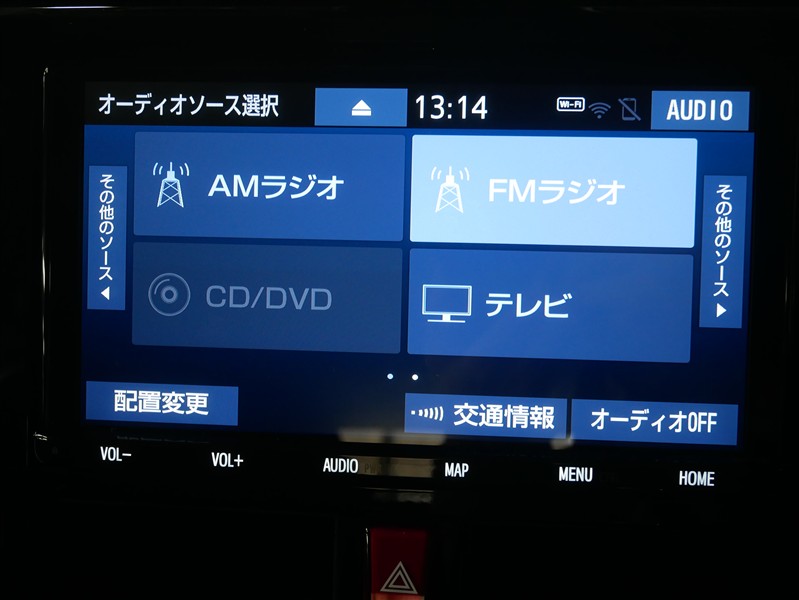 オーディオソース選択
13:14
Wi-Fi
AUDIO
その他のソース
AMラジオ
FMラジオ
その他のソース
CD/DVD
テレビ
配置変更
交通情報
オーディオOFF
VOL-
VOL+
AUDIO
MAP
MENU
HOME